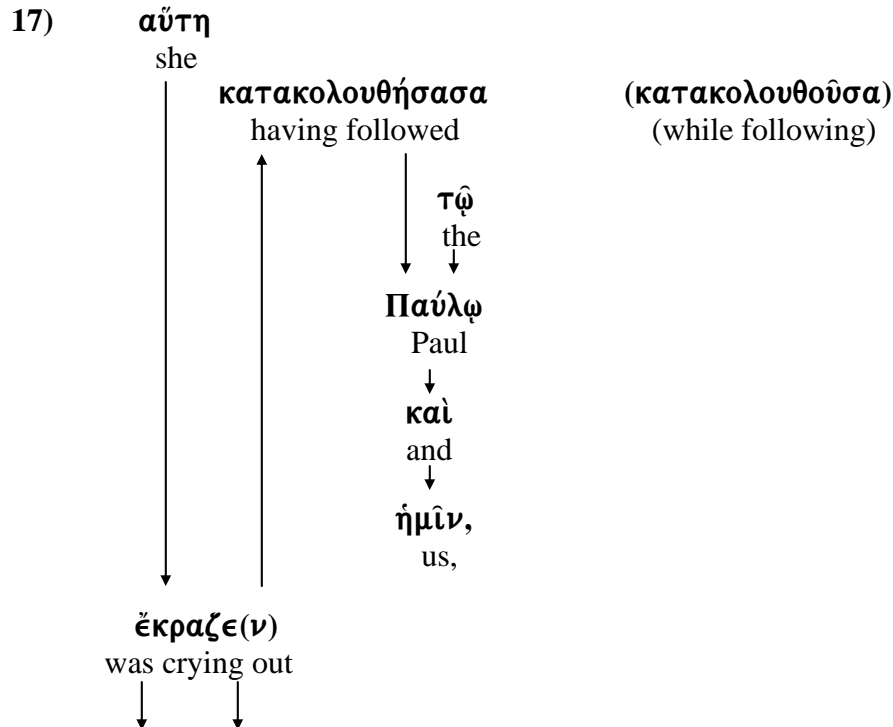 17) αὕτη
she
κατακολουθήσασα (κατακολουθοῦσα)
having followed (while following)
τῷ
the
Παύλῳ
Paul
καὶ
and
ἡμῖν,
us,
ἔκραζε(ν)
was crying out